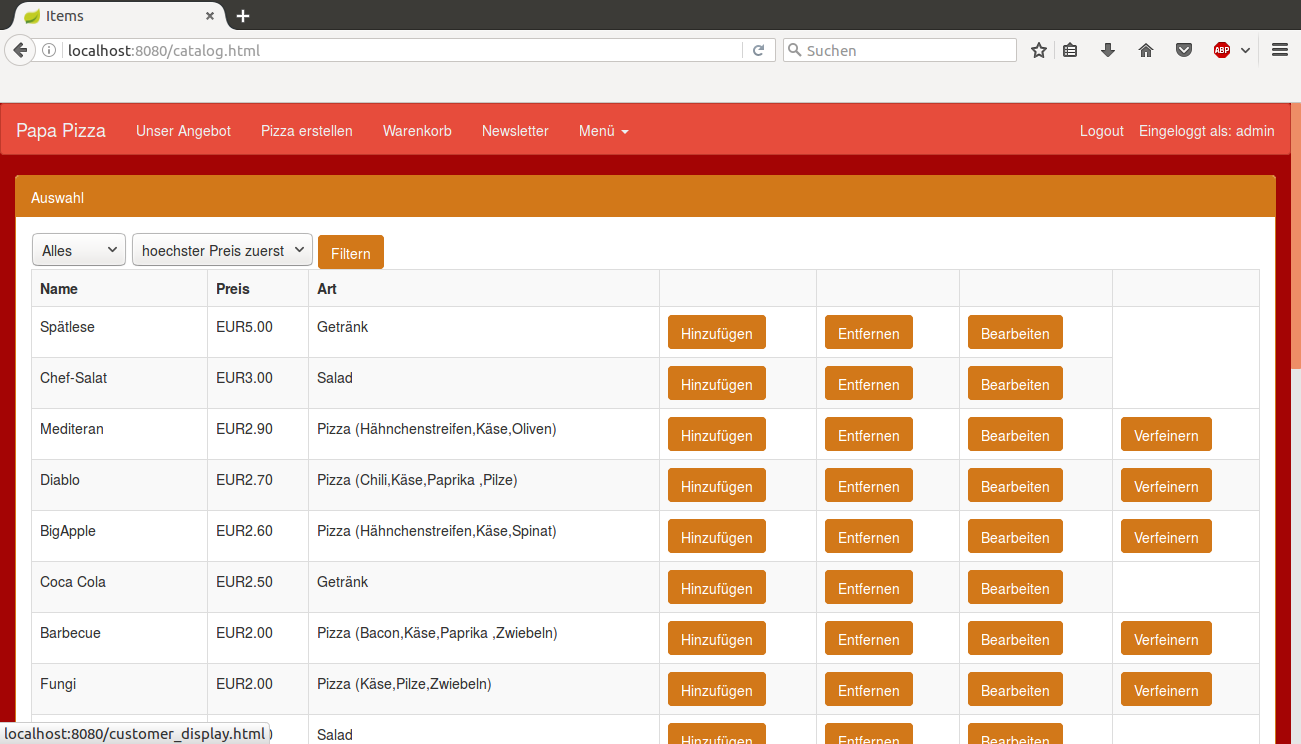 Items
localhost:8080/catalog.html
Suchen
ABP
Papa Pizza Unser Angebot Pizza erstellen Warenkorb Newsletter Menü Logout Eingeloggt als: admin
Auswahl
Alles hoechster Preis zuerst Filtern
Name Preis Art
Spätlese EUR5.00 Getränk Hinzufügen Entfernen Bearbeiten
Chef-Salat EUR3.00 Salad Hinzufügen Entfernen Bearbeiten
Mediteran EUR2.90 Pizza (Hähnchenstreifen,Käse,Oliven) Hinzufügen Entfernen Bearbeiten Verfeinern
Diablo EUR2.70 Pizza (Chili,Käse,Paprika ,Pilze) Hinzufügen Entfernen Bearbeiten Verfeinern
BigApple EUR2.60 Pizza (Hähnchenstreifen,Käse,Spinat) Hinzufügen Entfernen Bearbeiten Verfeinern
Coca Cola EUR2.50 Getränk Hinzufügen Entfernen Bearbeiten
Barbecue EUR2.00 Pizza (Bacon,Käse,Paprika ,Zwiebeln) Hinzufügen Entfernen Bearbeiten Verfeinern
Fungi EUR2.00 Pizza (Käse,Pilze,Zwiebeln) Hinzufügen Entfernen Bearbeiten Verfeinern
Salad Hinzufügen Entfernen Bearbeiten
localhost:8080/customer_display.html